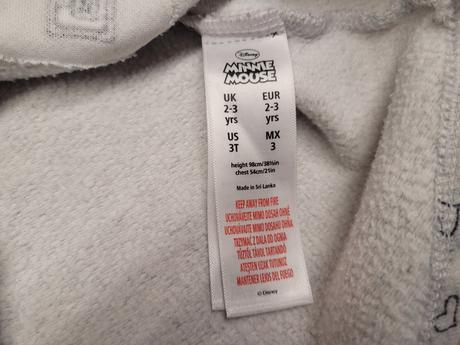 Disney
MINNIE
MOUSE
UK EUR
2-3 2-3
yrs yrs
US MX
3T 3
height 98cm/38½in
chest 54cm/21in
Made in Sri Lanka
KEEP AWAY FROM FIRE
UCHOVÁVEJTE MIMO DOSAH OHNĚ
UCHOVÁVAJTE MIMO DOSAHU OHŇA
TRZYMAĆ Z DALA OD OGNIA
TŰZTŐL TÁVOL TARTANDÓ
ATEŞTEN UZAK TUTUNUZ
MANTENER LEJOS DEL FUEGO
© Disney